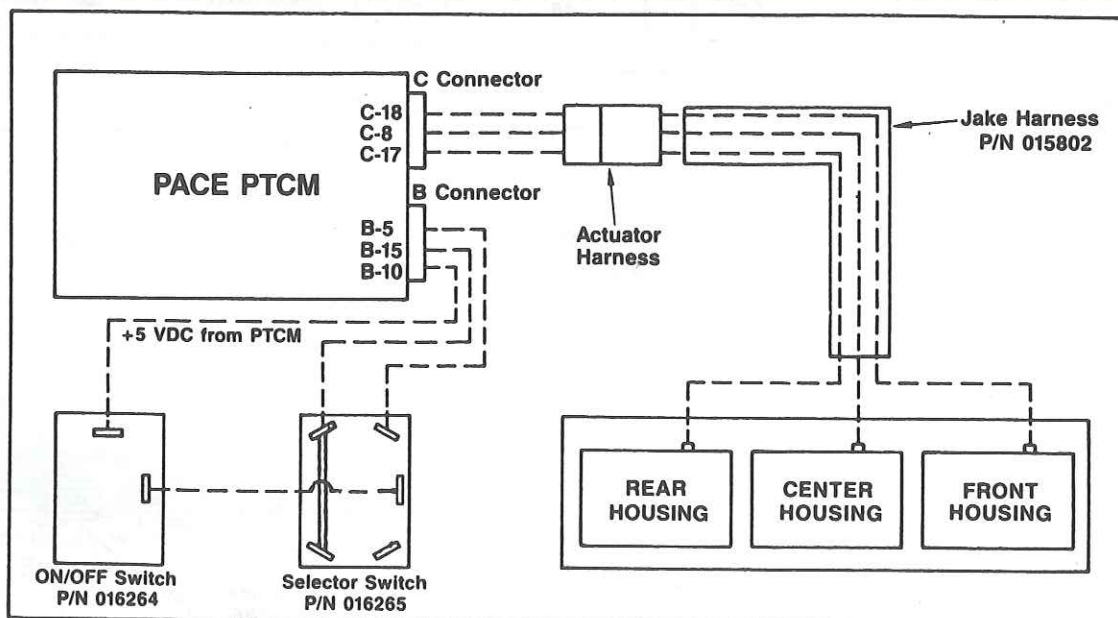 C Connector
C-18
C-8
C-17
PACE PTCM
B Connector
B-5
B-15
B-10
Jake Harness
P/N 015802
Actuator
Harness
+5 VDC from PTCM
REAR
HOUSING
CENTER
HOUSING
FRONT
HOUSING
ON/OFF Switch
P/N 016264
Selector Switch
P/N 016265